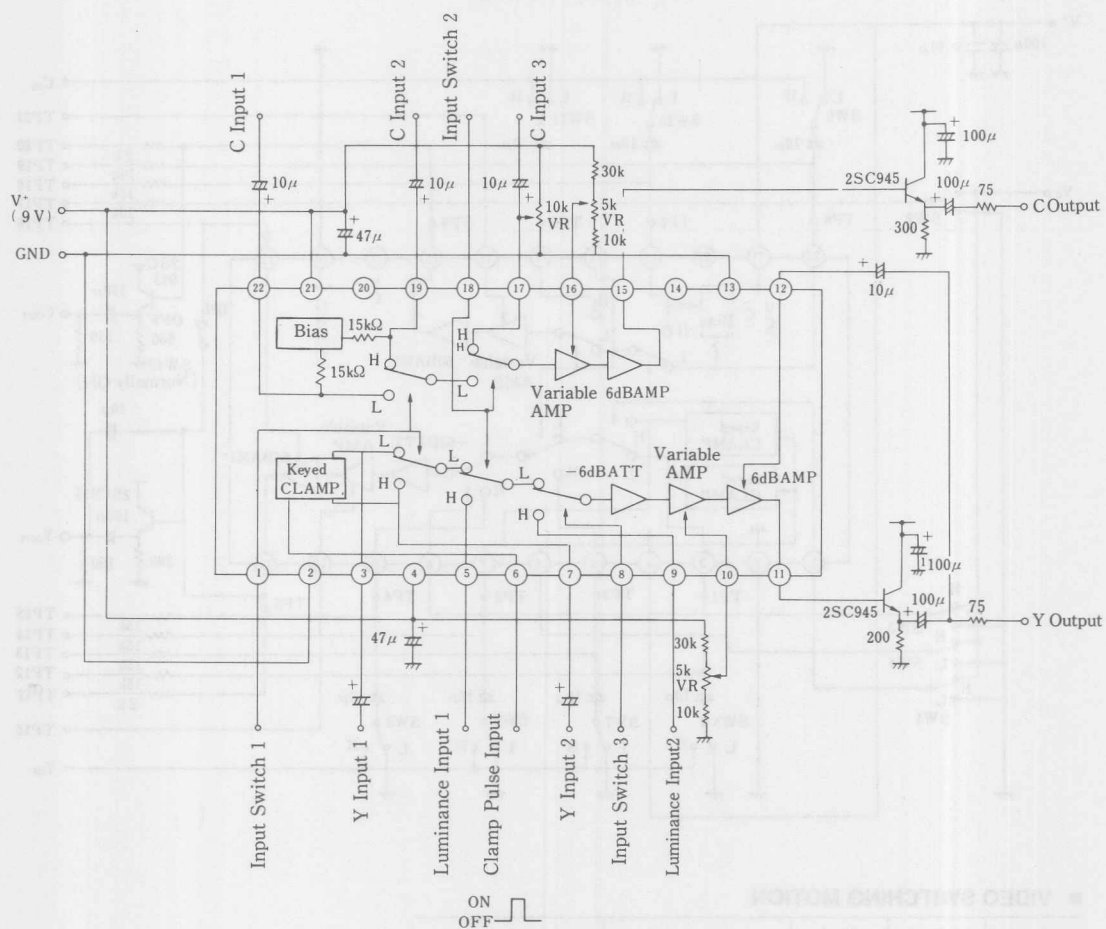 C Input 1
C Input 2
Input Switch 2
C Input 3
V+
(9V)
GND
10μ
10μ
10μ
47μ
10k
VR
30k
5k
VR
10k
2SC945
100μ
100μ
75
C Output
300
10μ
22
21
20
19
18
17
16
15
14
13
12
Bias
15kΩ
15kΩ
H
L
H
H
L
Variable
AMP
6dBAMP
Keyed
CLAMP.
L
H
L
H
L
H
-6dBATT
Variable
AMP
6dBAMP
1
2
3
4
5
6
7
8
9
10
11
47μ
30k
5k
VR
10k
2SC945
100μ
100μ
75
Y Output
200
Input Switch 1
Y Input 1
Luminance Input 1
Clamp Pulse Input
Y Input 2
Input Switch 3
Luminance Input2
ON
OFF